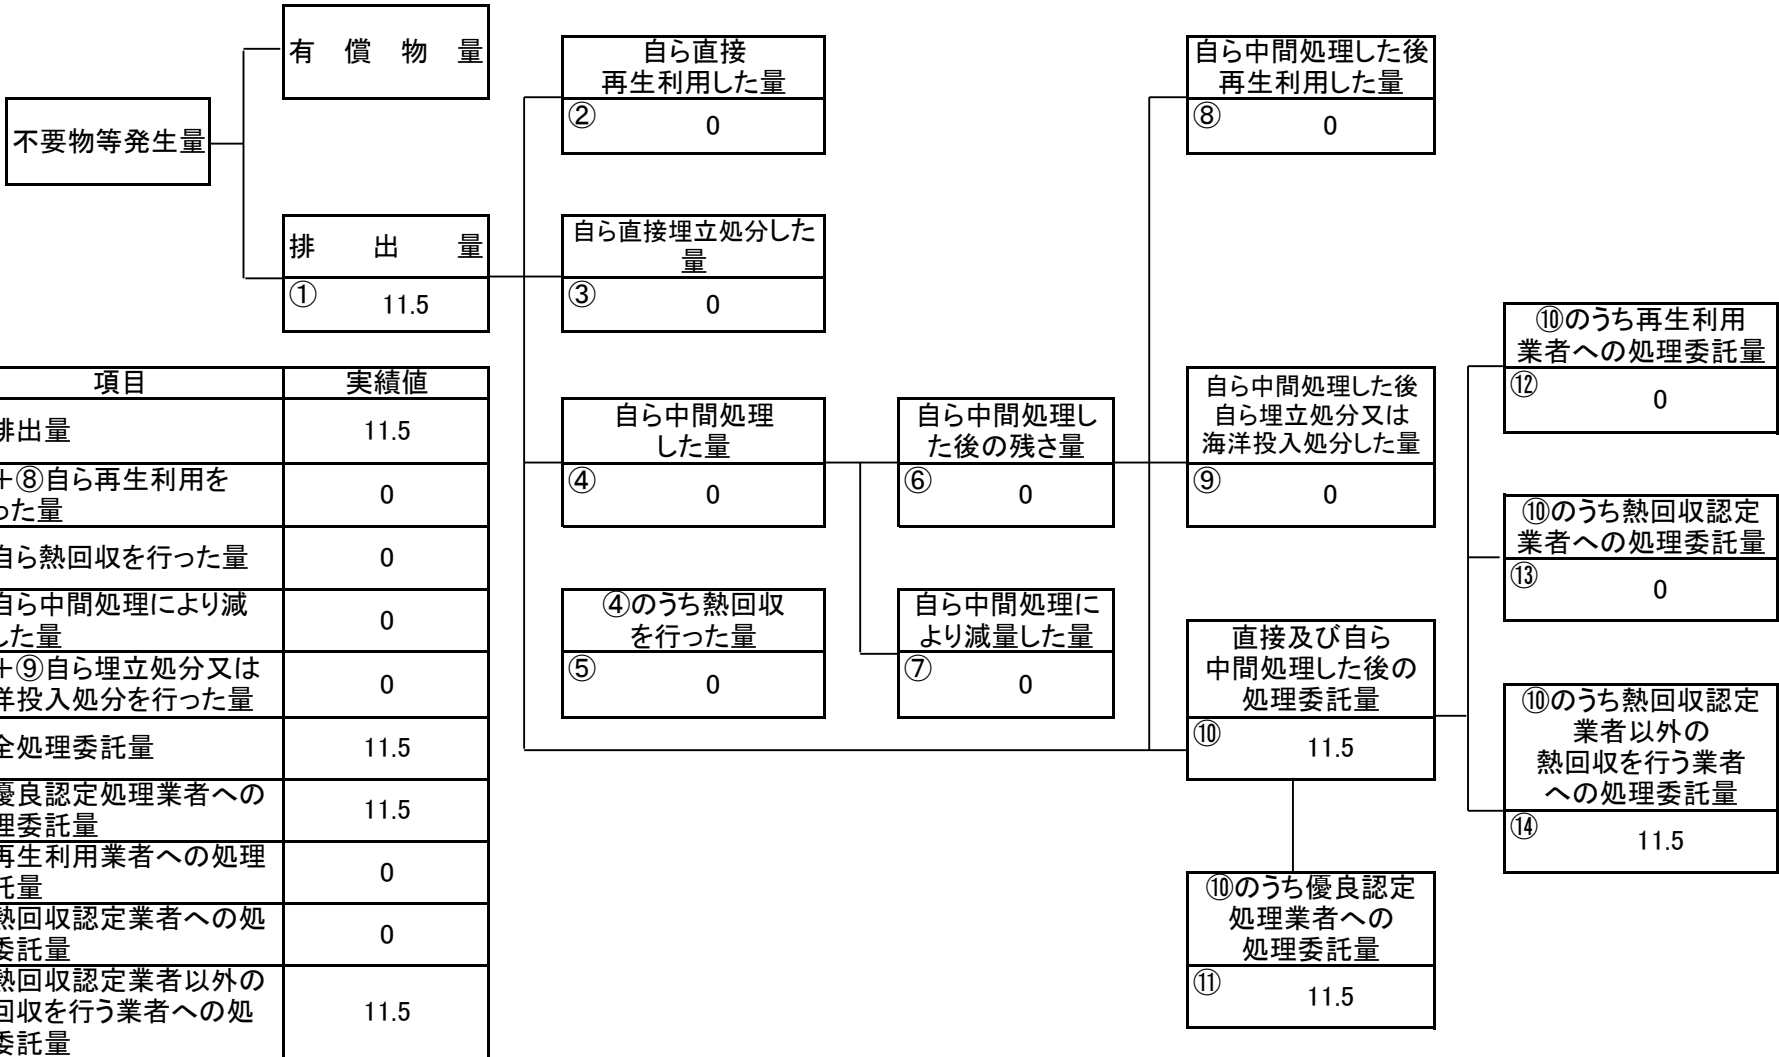 不要物等発生量
有償物量
排出量
① 11.5
自ら直接
再生利用した量
② 0
自ら直接埋立処分した
量
③ 0
自ら中間処理
した量
④ 0
④のうち熱回収
を行った量
⑤ 0
自ら中間処理し
た後の残さ量
⑥ 0
自ら中間処理に
より減量した量
⑦ 0
自ら中間処理した後
再生利用した量
⑧ 0
自ら中間処理した後
自ら埋立処分又は
海洋投入処分した量
⑨ 0
直接及び自ら
中間処理した後の
処理委託量
⑩ 11.5
⑩のうち優良認定
処理業者への
処理委託量
⑪ 11.5
⑩のうち再生利用
業者への処理委託量
⑫ 0
⑩のうち熱回収認定
業者への処理委託量
⑬ 0
⑩のうち熱回収認定
業者以外の
熱回収を行う業者
への処理委託量
⑭ 11.5
項目 実績値
排出量 11.5
+⑧自ら再生利用を
った量 0
自ら熱回収を行った量 0
自ら中間処理により減
した量 0
+⑨自ら埋立処分又は
洋投入処分を行った量 0
全処理委託量 11.5
優良認定処理業者への
理委託量 11.5
再生利用業者への処理
託量 0
熱回収認定業者への処
委託量 0
熱回収認定業者以外の
回収を行う業者への処
委託量 11.5